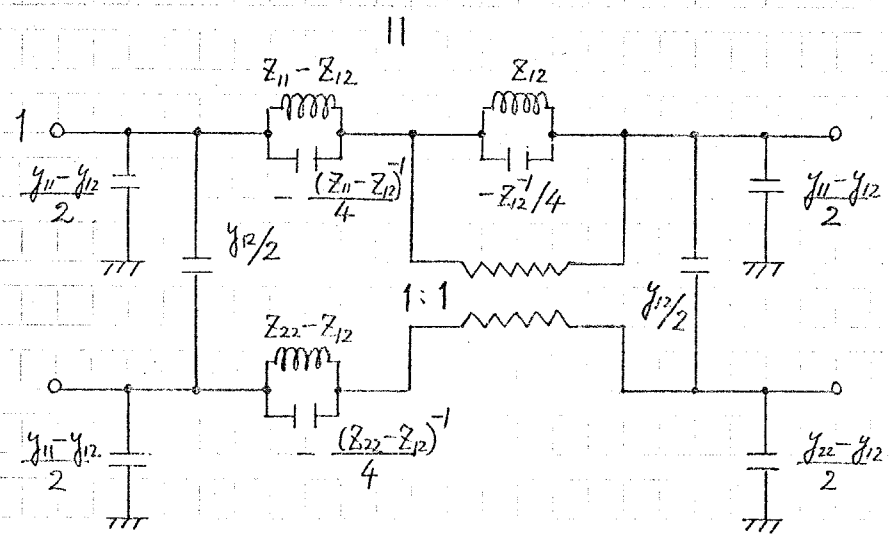 ||
Z₁₁ − Z₁₂
Z₁₂
1
− (Z₁₁−Z₁₂)⁻¹/4
−Z₁₂⁻¹/4
y₁₁−y₁₂/2
y₁₁−y₁₂/2
y₁₂/2
1:1
y₁₂/2
Z₂₂−Z₁₂
− (Z₂₂−Z₁₂)⁻¹/4
y₁₁−y₁₂/2
y₂₂−y₁₂/2